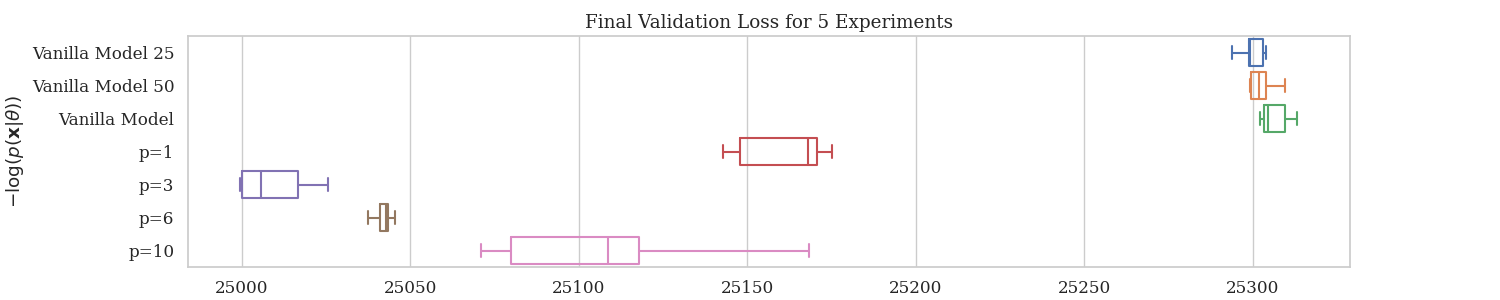 Final Validation Loss for 5 Experiments
−log(p(x|θ))
Vanilla Model 25
Vanilla Model 50
Vanilla Model
p=1
p=3
p=6
p=10
25000 25050 25100 25150 25200 25250 25300